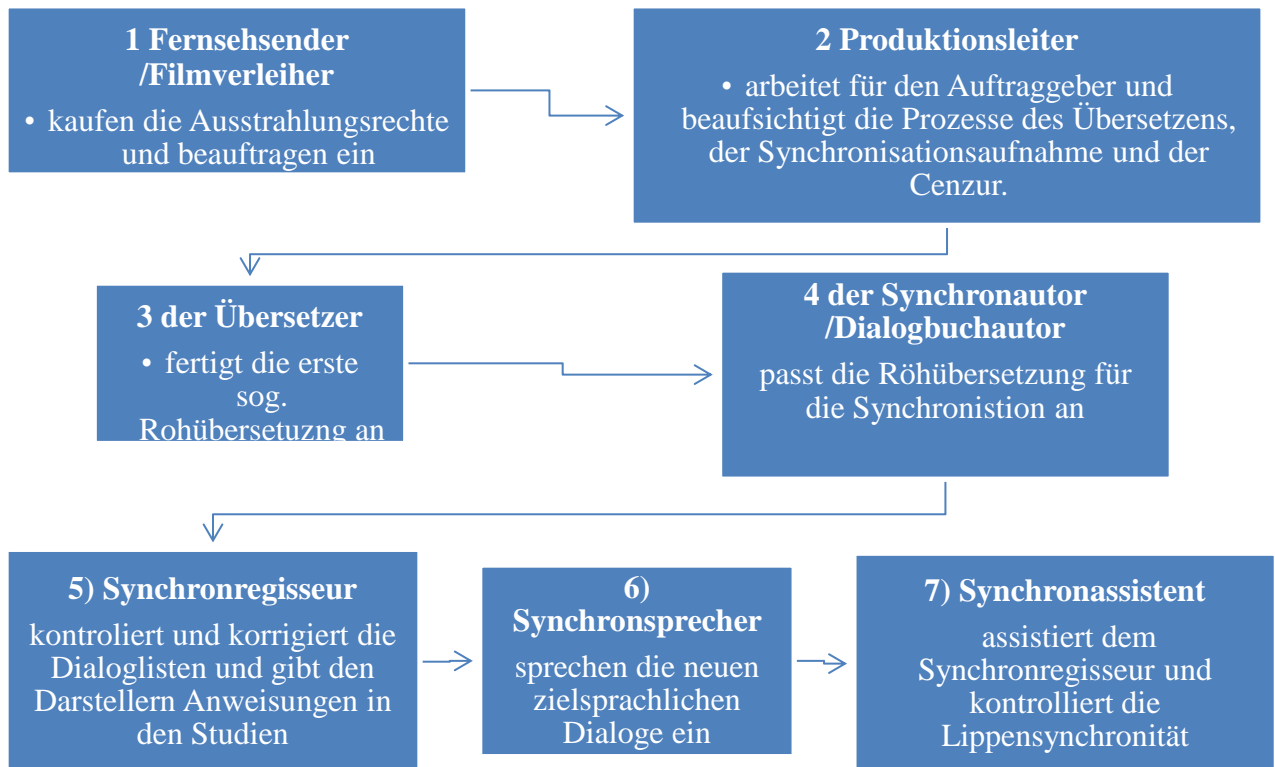 1 Fernsehsender
/Filmverleiher
• kaufen die Ausstrahlungsrechte
und beauftragen ein
2 Produktionsleiter
• arbeitet für den Auftraggeber und
beaufsichtigt die Prozesse des Übersetzens,
der Synchronisationsaufnahme und der
Cenzur.
3 der Übersetzer
• fertigt die erste
sog.
Rohübersetuzng an
4 der Synchronautor
/Dialogbuchautor
passt die Röhübersetzung für
die Synchronistion an
5) Synchronregisseur
kontroliert und korrigiert die
Dialoglisten und gibt den
Darstellern Anweisungen in
den Studien
6)
Synchronsprecher
sprechen die neuen
zielsprachlichen
Dialoge ein
7) Synchronassistent
assistiert dem
Synchronregisseur und
kontrolliert die
Lippensynchronität